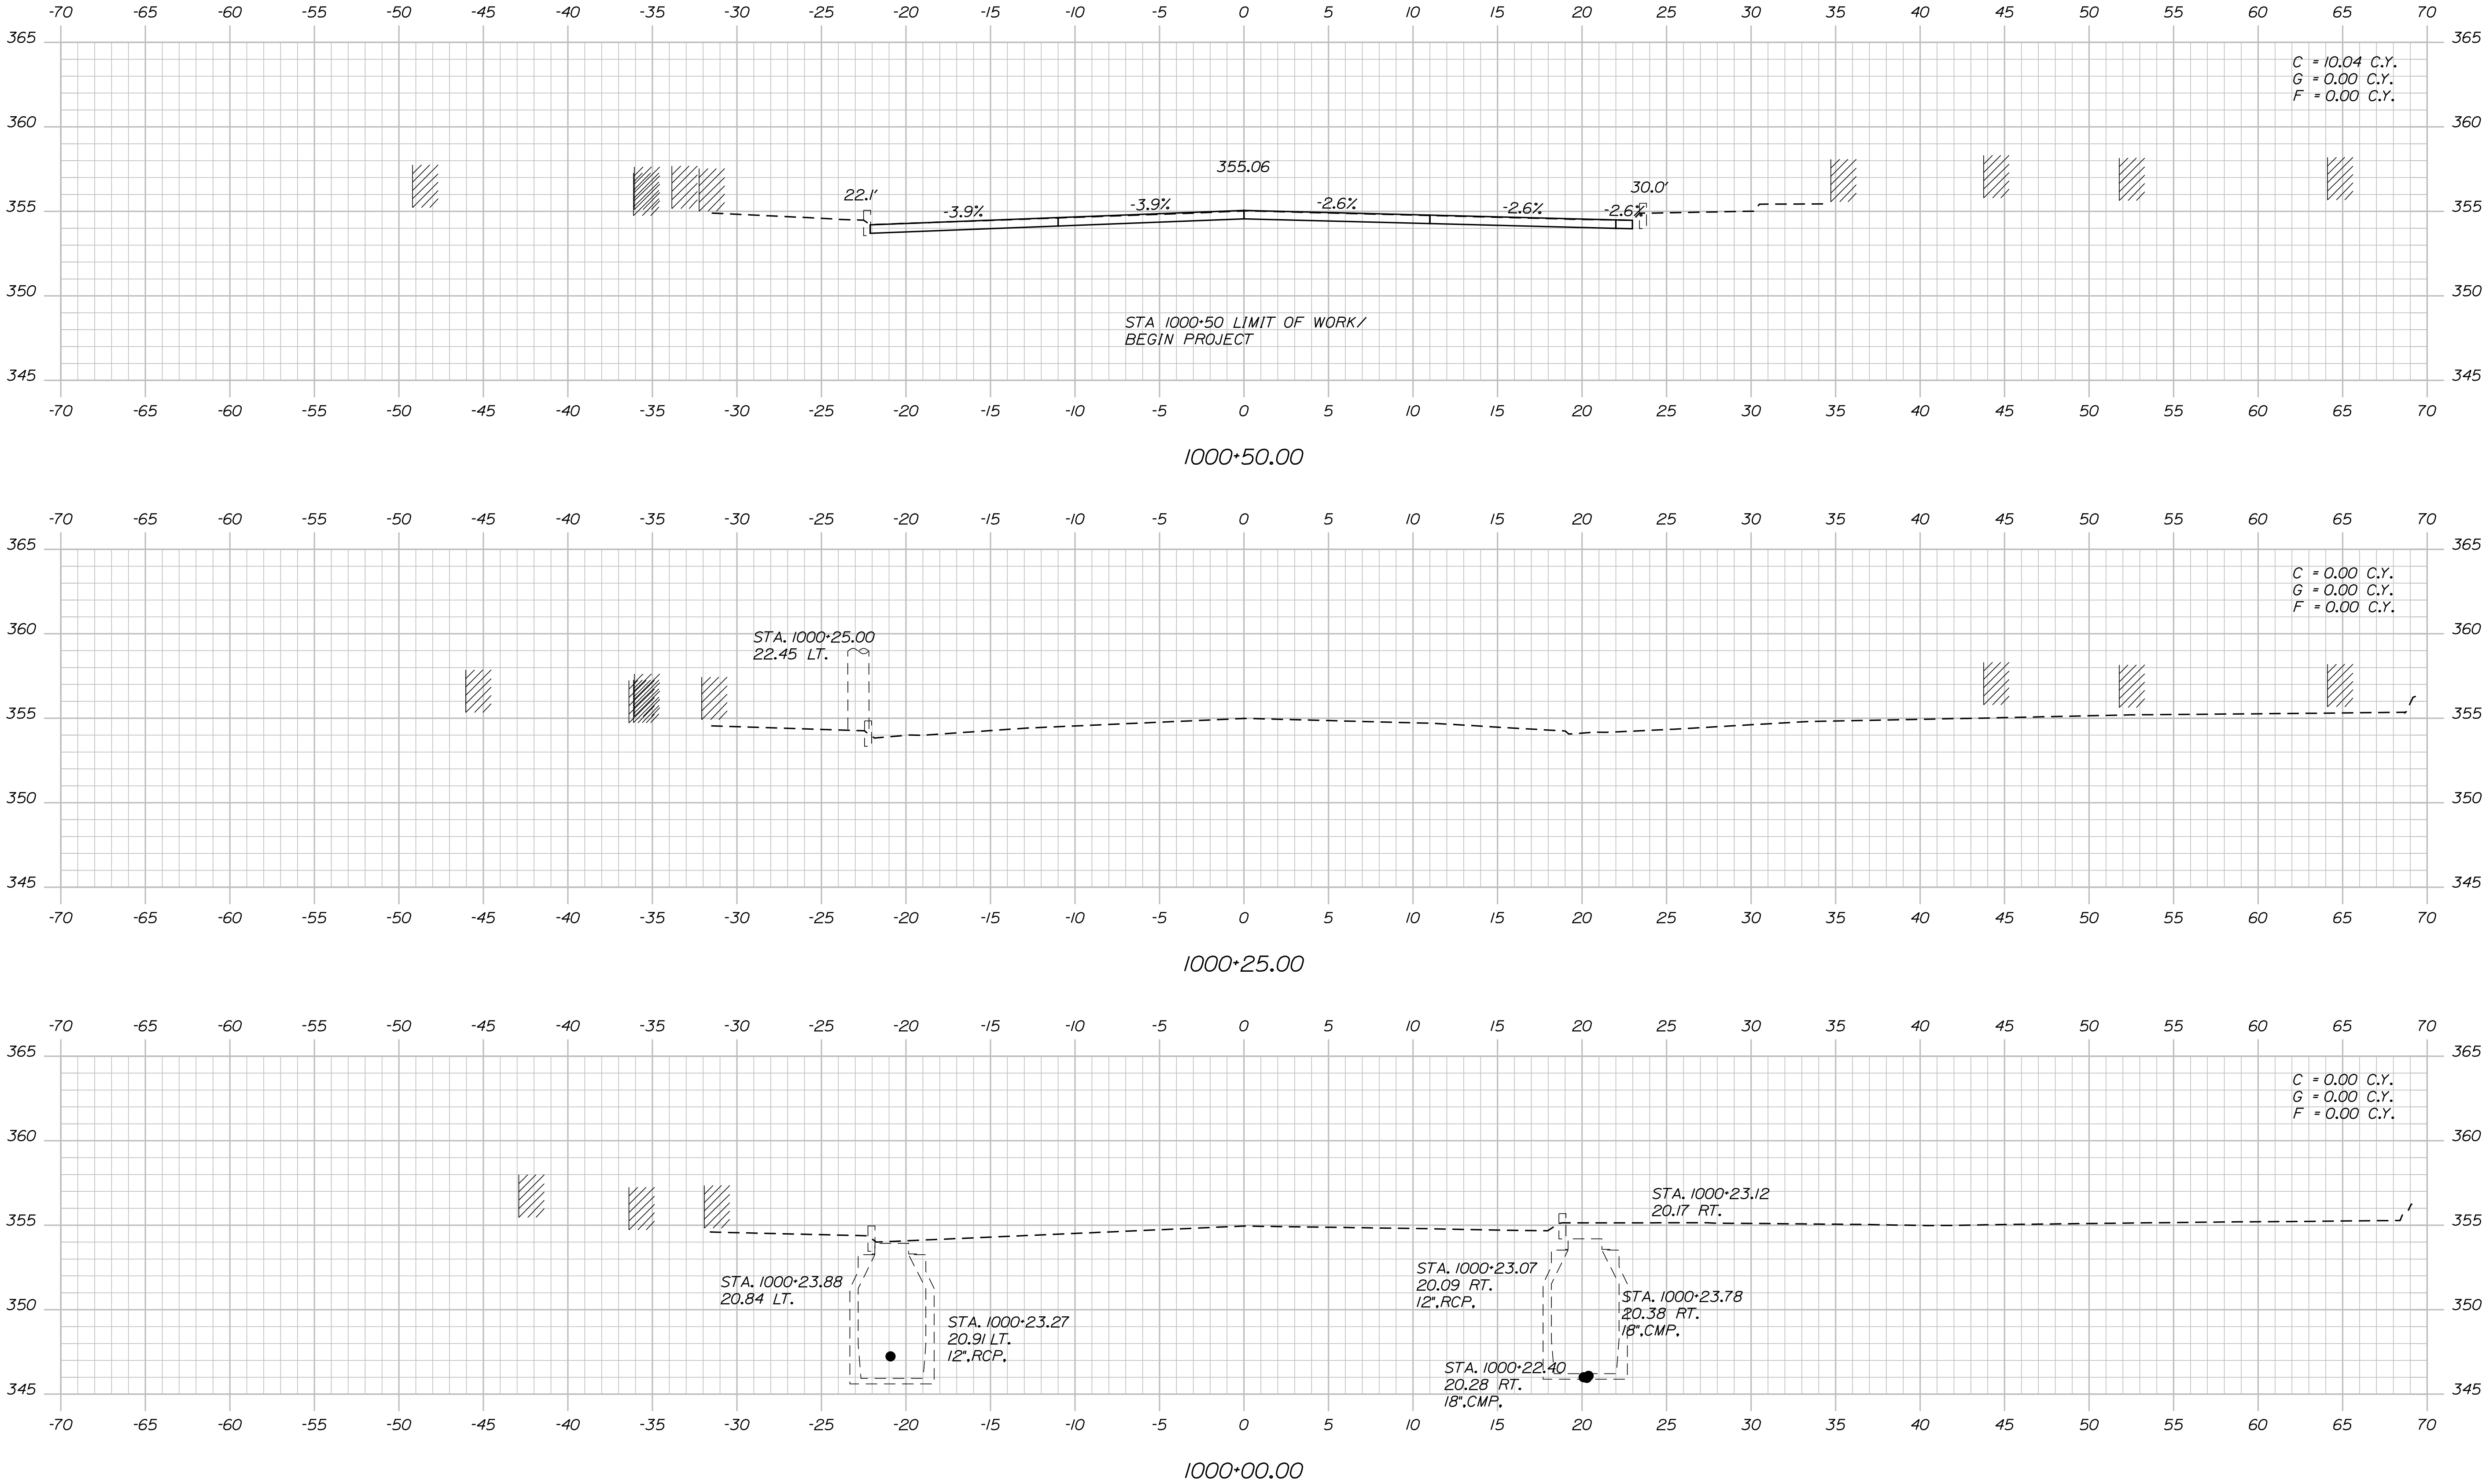 -70 -65 -60 -55 -50 -45 -40 -35 -30 -25 -20 -15 -10 -5 0 5 10 15 20 25 30 35 40 45 50 55 60 65 70
365 365
C = 10.04 C.Y.
G = 0.00 C.Y.
F = 0.00 C.Y.
360 360
355.06
22.1' 30.0'
-3.9% -3.9% -2.6% -2.6% -2.6%
355 355
350 350
STA 1000+50 LIMIT OF WORK/
BEGIN PROJECT
345 345
-70 -65 -60 -55 -50 -45 -40 -35 -30 -25 -20 -15 -10 -5 0 5 10 15 20 25 30 35 40 45 50 55 60 65 70
1000+50.00
-70 -65 -60 -55 -50 -45 -40 -35 -30 -25 -20 -15 -10 -5 0 5 10 15 20 25 30 35 40 45 50 55 60 65 70
365 365
C = 0.00 C.Y.
G = 0.00 C.Y.
F = 0.00 C.Y.
360 360
STA. 1000+25.00
22.45 LT.
355 355
350 350
345 345
-70 -65 -60 -55 -50 -45 -40 -35 -30 -25 -20 -15 -10 -5 0 5 10 15 20 25 30 35 40 45 50 55 60 65 70
1000+25.00
-70 -65 -60 -55 -50 -45 -40 -35 -30 -25 -20 -15 -10 -5 0 5 10 15 20 25 30 35 40 45 50 55 60 65 70
365 365
C = 0.00 C.Y.
G = 0.00 C.Y.
F = 0.00 C.Y.
360 360
STA. 1000+23.12
20.17 RT.
355 355
STA. 1000+23.88
20.84 LT.
STA. 1000+23.07
20.09 RT.
12",RCP,
350 350
STA. 1000+23.27
20.91 LT.
12",RCP,
STA. 1000+23.78
20.38 RT.
18",CMP,
STA. 1000+22.40
20.28 RT.
18",CMP,
345 345
-70 -65 -60 -55 -50 -45 -40 -35 -30 -25 -20 -15 -10 -5 0 5 10 15 20 25 30 35 40 45 50 55 60 65 70
1000+00.00